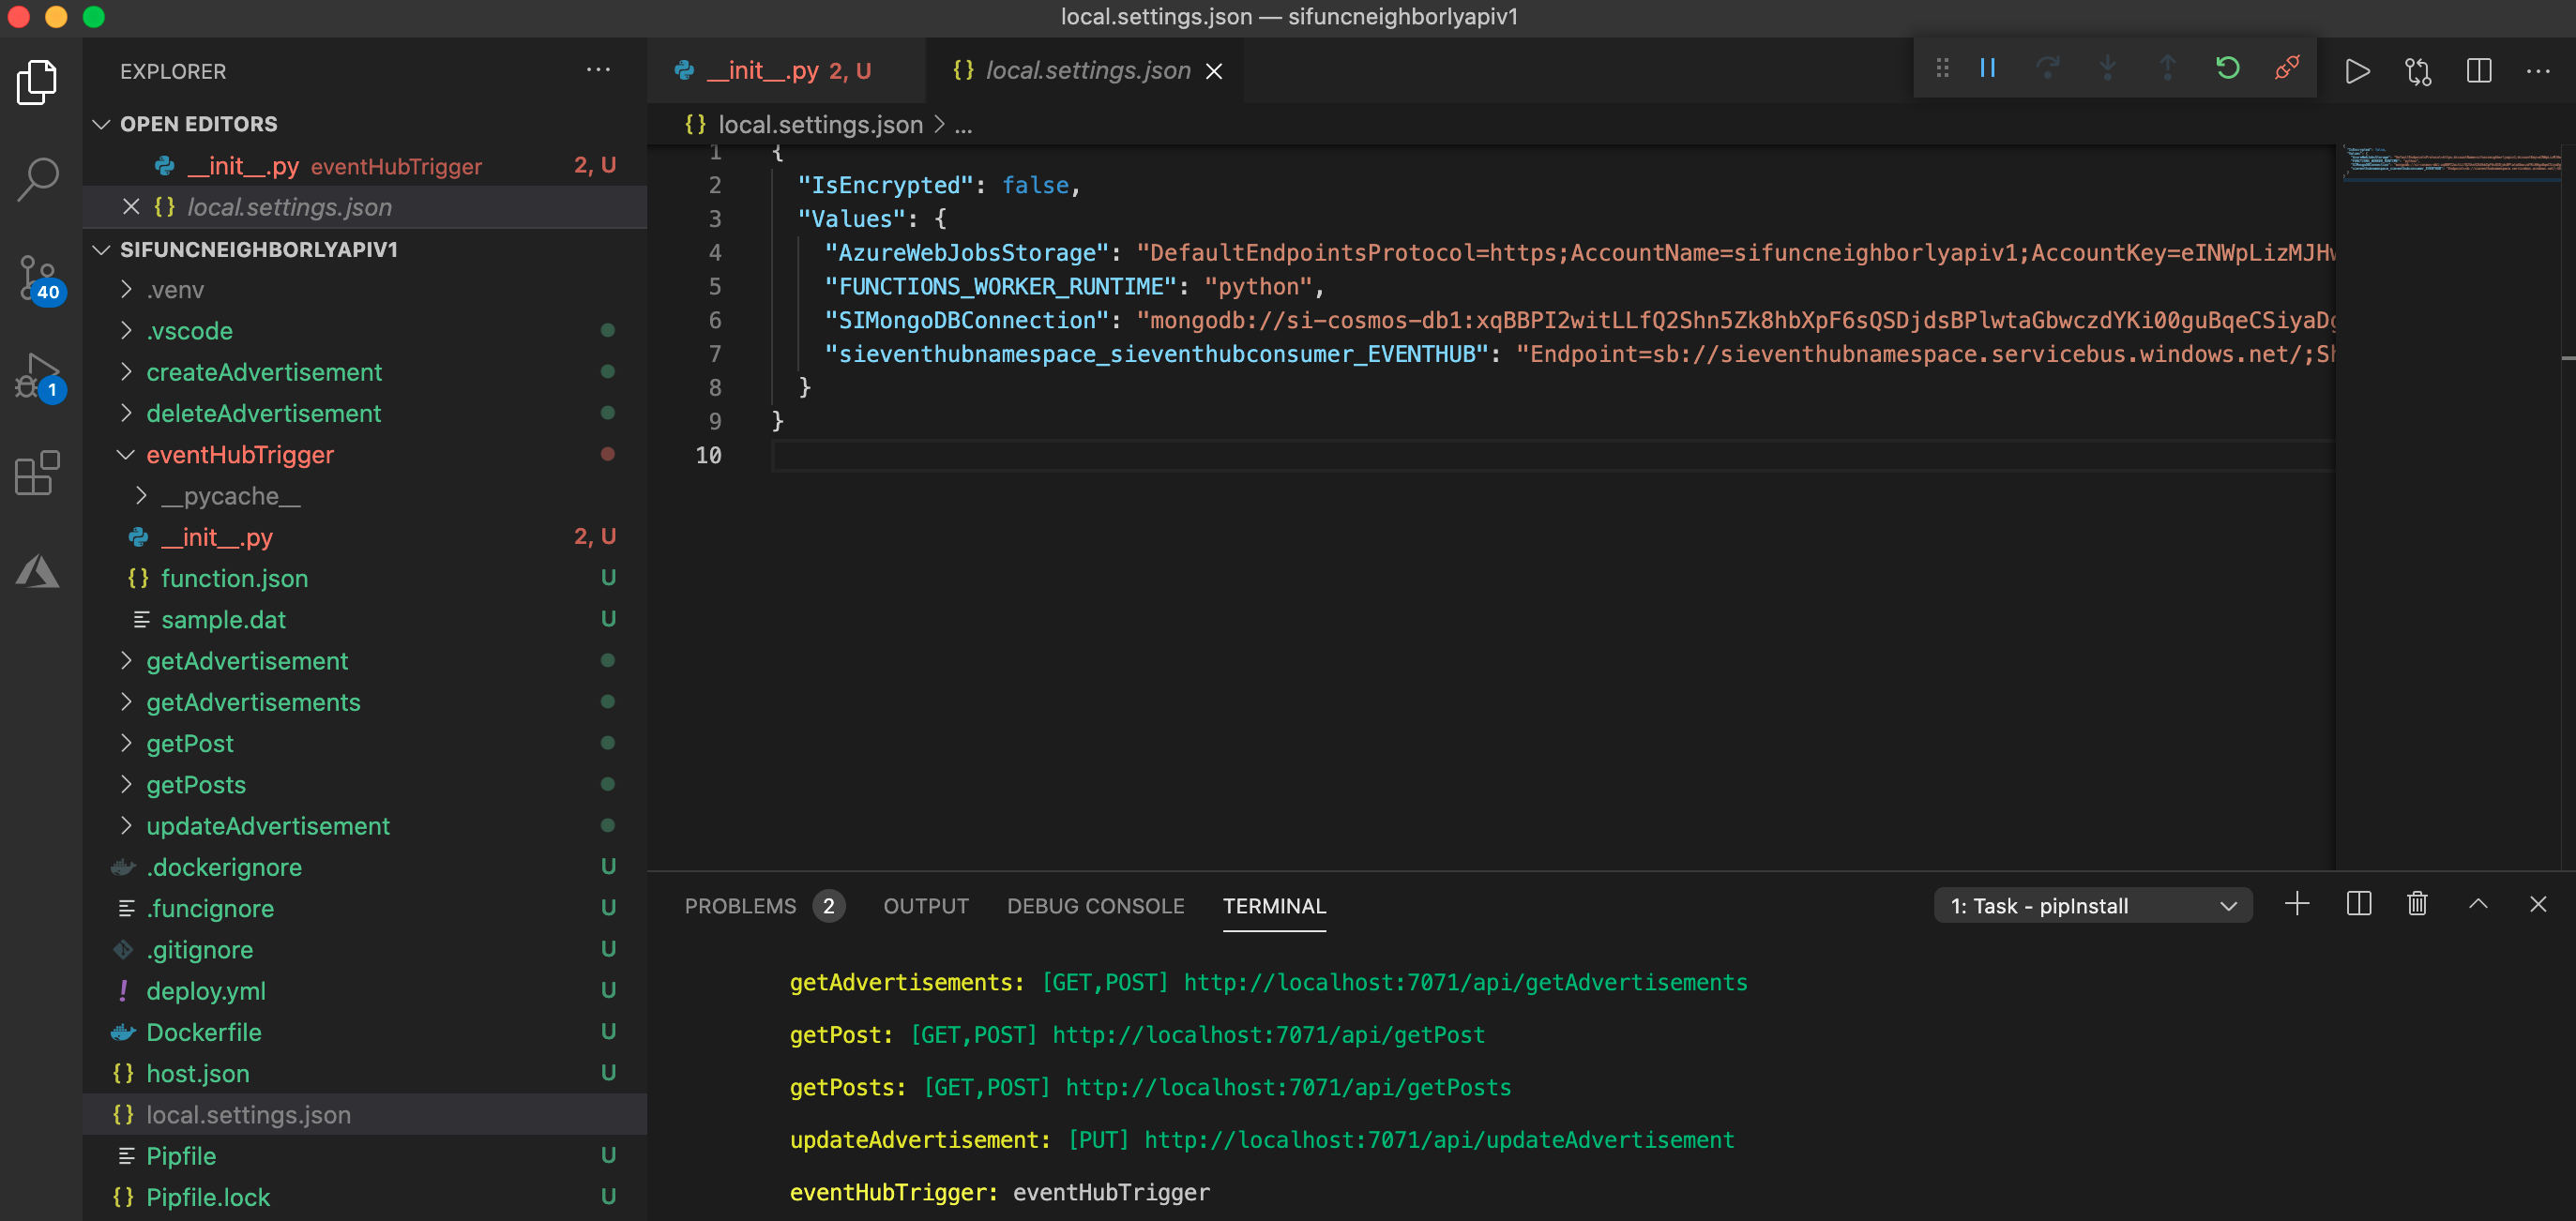 local.settings.json — sifuncneighborlyapiv1
EXPLORER
OPEN EDITORS
__init__.py eventHubTrigger 2, U
local.settings.json
SIFUNCNEIGHBORLYAPIV1
.venv
.vscode
createAdvertisement
deleteAdvertisement
eventHubTrigger
__pycache__
__init__.py 2, U
function.json U
sample.dat U
getAdvertisement
getAdvertisements
getPost
getPosts
updateAdvertisement
.dockerignore U
.funcignore U
.gitignore U
deploy.yml U
Dockerfile U
host.json U
local.settings.json
Pipfile U
Pipfile.lock U
40
1
__init__.py 2, U
local.settings.json
local.settings.json > ...
1 {
2 "IsEncrypted": false,
3 "Values": {
4 "AzureWebJobsStorage": "DefaultEndpointsProtocol=https;AccountName=sifuncneighborlyapiv1;AccountKey=eINWpLizMJHw
5 "FUNCTIONS_WORKER_RUNTIME": "python",
6 "SIMongoDBConnection": "mongodb://si-cosmos-db1:xqBBPI2witLLfQ2Shn5Zk8hbXpF6sQSDjdsBPlwtaGbwczdYKi00guBqeCSiyaDg
7 "sieventhubnamespace_sieventhubconsumer_EVENTHUB": "Endpoint=sb://sieventhubnamespace.servicebus.windows.net/;Sh
8 }
9 }
10
PROBLEMS 2 OUTPUT DEBUG CONSOLE TERMINAL
1: Task - pipInstall
getAdvertisements: [GET,POST] http://localhost:7071/api/getAdvertisements
getPost: [GET,POST] http://localhost:7071/api/getPost
getPosts: [GET,POST] http://localhost:7071/api/getPosts
updateAdvertisement: [PUT] http://localhost:7071/api/updateAdvertisement
eventHubTrigger: eventHubTrigger